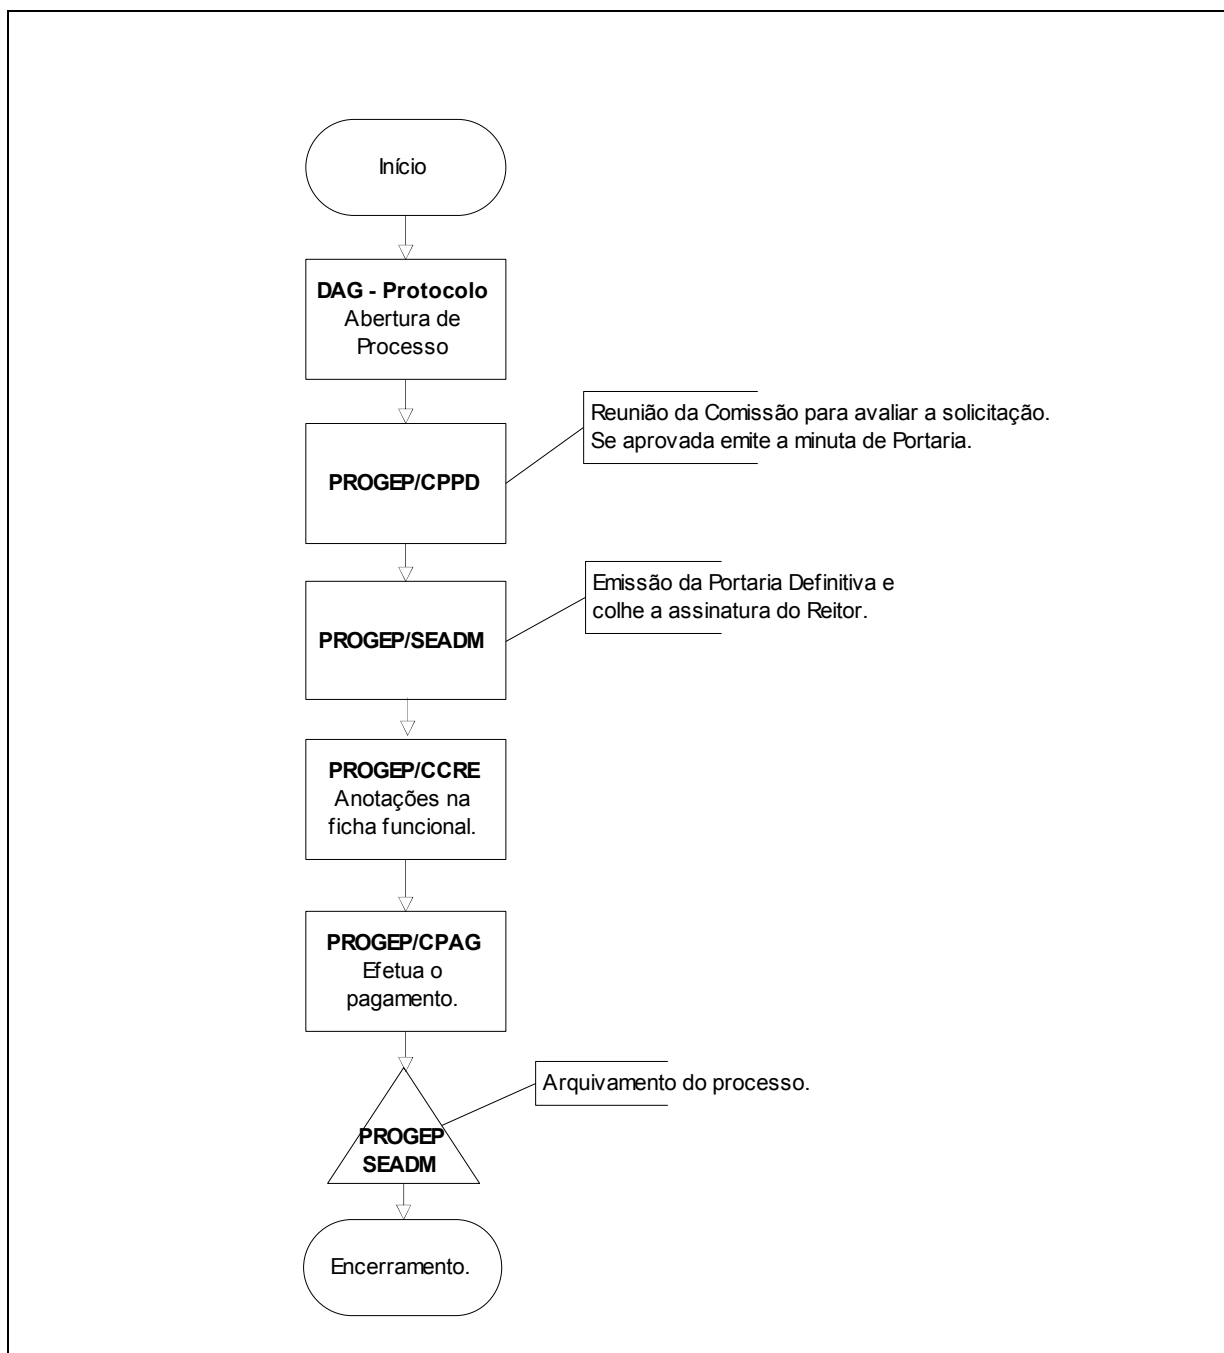 Início
DAG - Protocolo
Abertura de
Processo
Reunião da Comissão para avaliar a solicitação.
Se aprovada emite a minuta de Portaria.
PROGEP/CPPD
Emissão da Portaria Definitiva e
colhe a assinatura do Reitor.
PROGEP/SEADM
PROGEP/CCRE
Anotações na
ficha funcional.
PROGEP/CPAG
Efetua o
pagamento.
Arquivamento do processo.
PROGEP
SEADM
Encerramento.